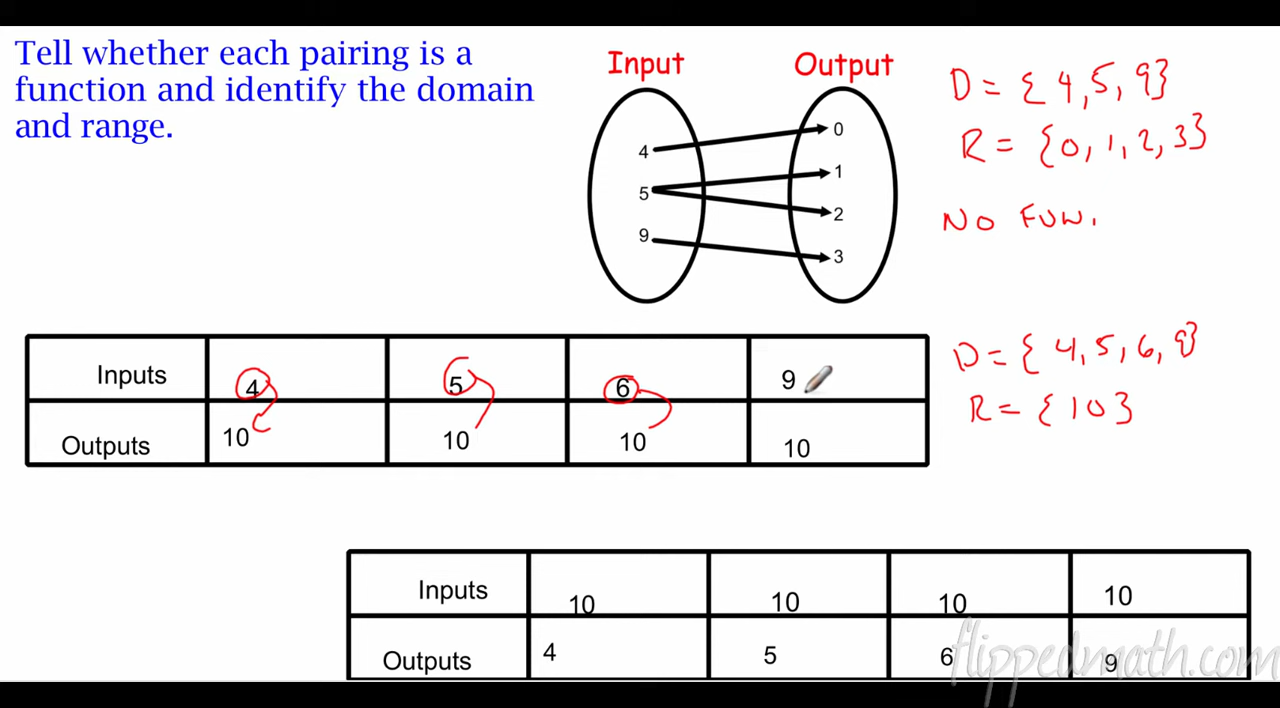 Tell whether each pairing is a
function and identify the domain
and range.
Input Output
4 0
5 1
9 2
3
D = {4, 5, 9}
R = {0, 1, 2, 3}
NO FUN.
Inputs 4 5 6 9
Outputs 10 10 10 10
D = {4, 5, 6, 9}
R = {10}
Inputs 10 10 10 10
Outputs 4 5 6 9
flippedmath.com